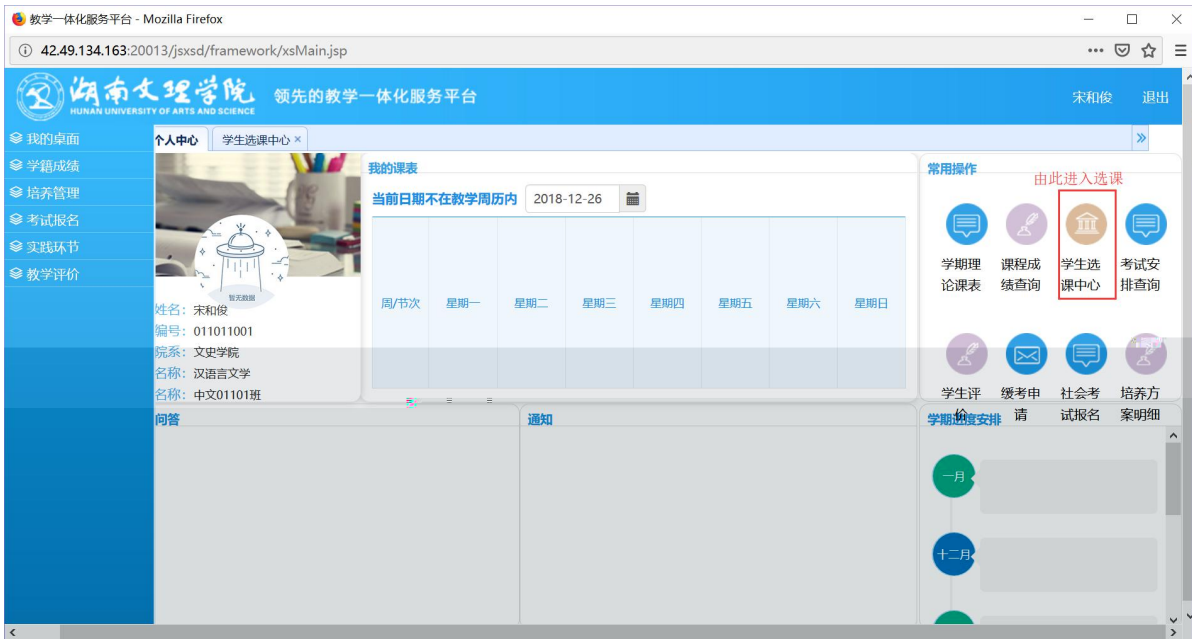 教学一体化服务平台 - Mozilla Firefox
42.49.134.163:20013/jsxsd/framework/xsMain.jsp
湖南文理学院
HUNAN UNIVERSITY OF ARTS AND SCIENCE
领先的教学一体化服务平台
宋和俊 退出
我的桌面
学籍成绩
培养管理
考试报名
实践环节
教学评价
个人中心 学生选课中心 ×
暂无数据
姓名: 宋和俊
编号: 011011001
院系: 文史学院
名称: 汉语言文学
名称: 中文01101班
我的课表
当前日期不在教学周历内 2018-12-26
周/节次 星期一 星期二 星期三 星期四 星期五 星期六 星期日
常用操作
由此进入选课
学期理论课表
课程成绩查询
学生选课中心
考试安排查询
学生评价
缓考申请
社会考试报名
培养方案明细
问答
通知
学期进度安排
一月
十二月